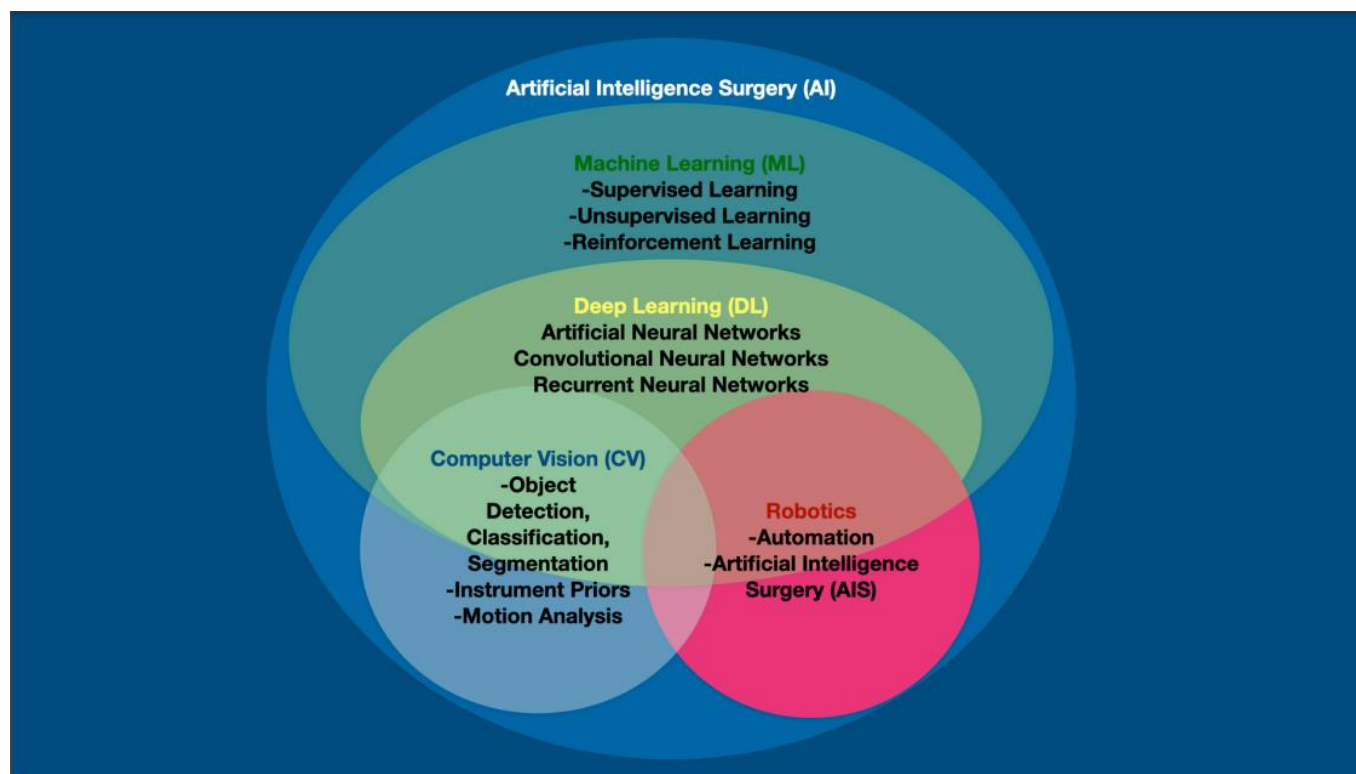 Artificial Intelligence Surgery (AI)
Machine Learning (ML)
-Supervised Learning
-Unsupervised Learning
-Reinforcement Learning
Deep Learning (DL)
Artificial Neural Networks
Convolutional Neural Networks
Recurrent Neural Networks
Computer Vision (CV)
-Object
Detection,
Classification,
Segmentation
-Instrument Priors
-Motion Analysis
Robotics
-Automation
-Artificial Intelligence
Surgery (AIS)